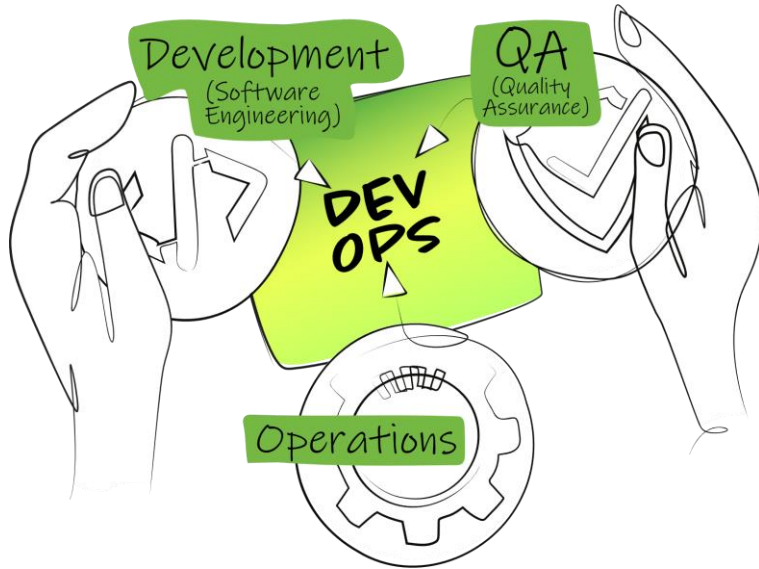 Development
(Software
Engineering)
QA
(Quality
Assurance)
DEV
OPS
Operations